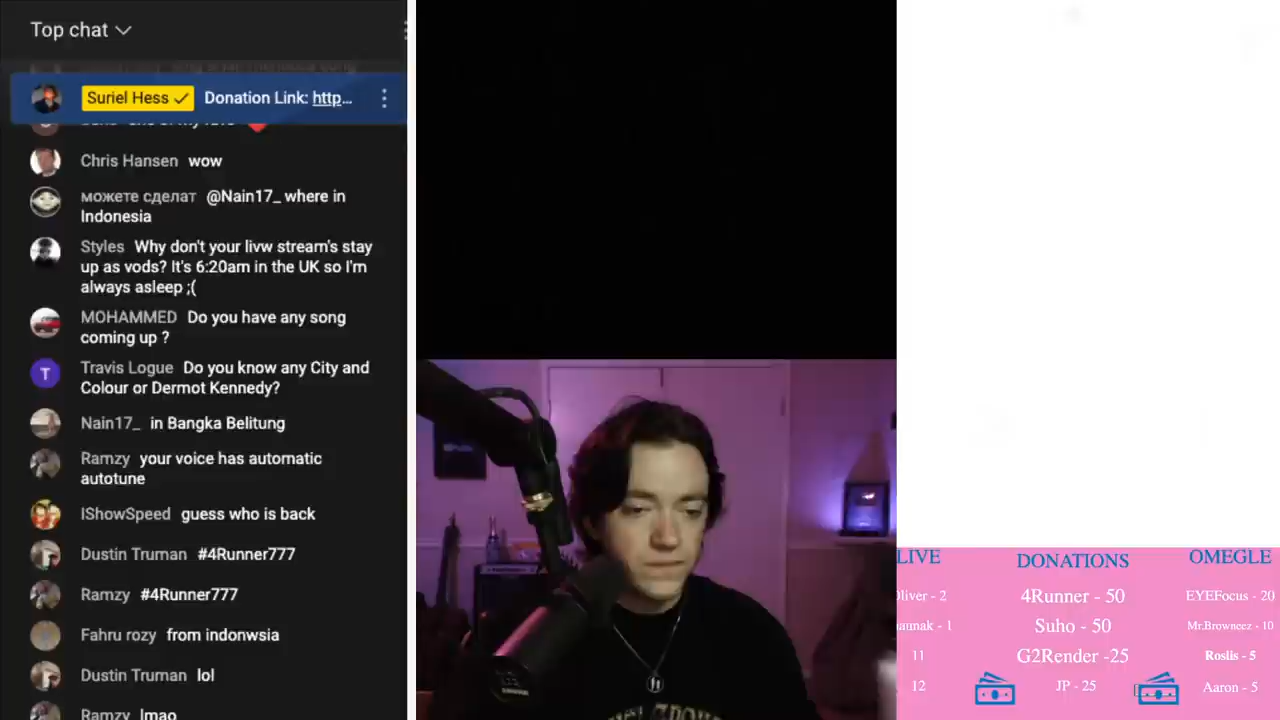 Top chat
Suriel Hess Donation Link: http...
Chris Hansen wow
можете сделат @Nain17_ where in
Indonesia
Styles Why don't your livw stream's stay
up as vods? It's 6:20am in the UK so I'm
always asleep ;(
MOHAMMED Do you have any song
coming up ?
T
Travis Logue Do you know any City and
Colour or Dermot Kennedy?
Nain17_ in Bangka Belitung
Ramzy your voice has automatic
autotune
IShowSpeed guess who is back
Dustin Truman #4Runner777
Ramzy #4Runner777
Fahru rozy from indonwsia
Dustin Truman lol
Ramzy lmao
LIVE
Oliver - 2
aunak - 1
11
12
DONATIONS
4Runner - 50
Suho - 50
G2Render -25
JP - 25
OMEGLE
EYEFocus - 20
Mr.Browneez - 10
Roslis - 5
Aaron - 5